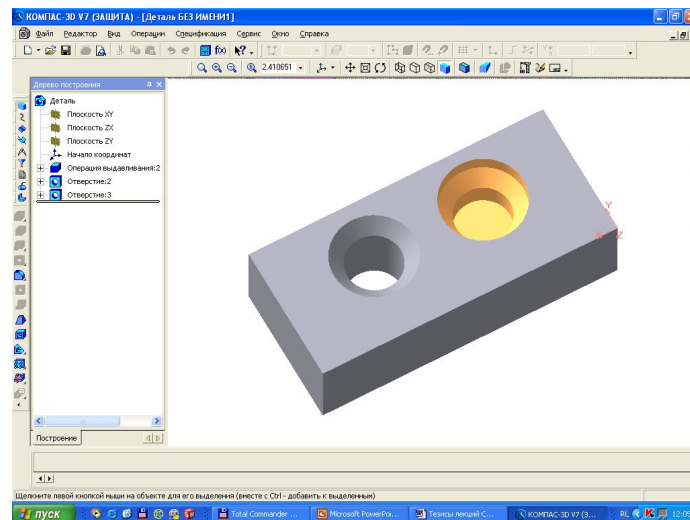 КОМПАС-3D V7 (ЗАЩИТА) - [Деталь БЕЗ ИМЕНИ1]
Файл Редактор Вид Операции Спецификация Сервис Окно Справка
2.410651
Дерево построения
Деталь
Плоскость XY
Плоскость ZX
Плоскость ZY
Начало координат
Операция выдавливания:2
Отверстие:2
Отверстие:3
Y
X Z
Построение
Щелкните левой кнопкой мыши на объекте для его выделения (вместе с Ctrl - добавить к выделенным)
пуск Total Commander ... Microsoft PowerPoi... Тезисы лекций С... КОМПАС-3D V7 (З... RL 12:05